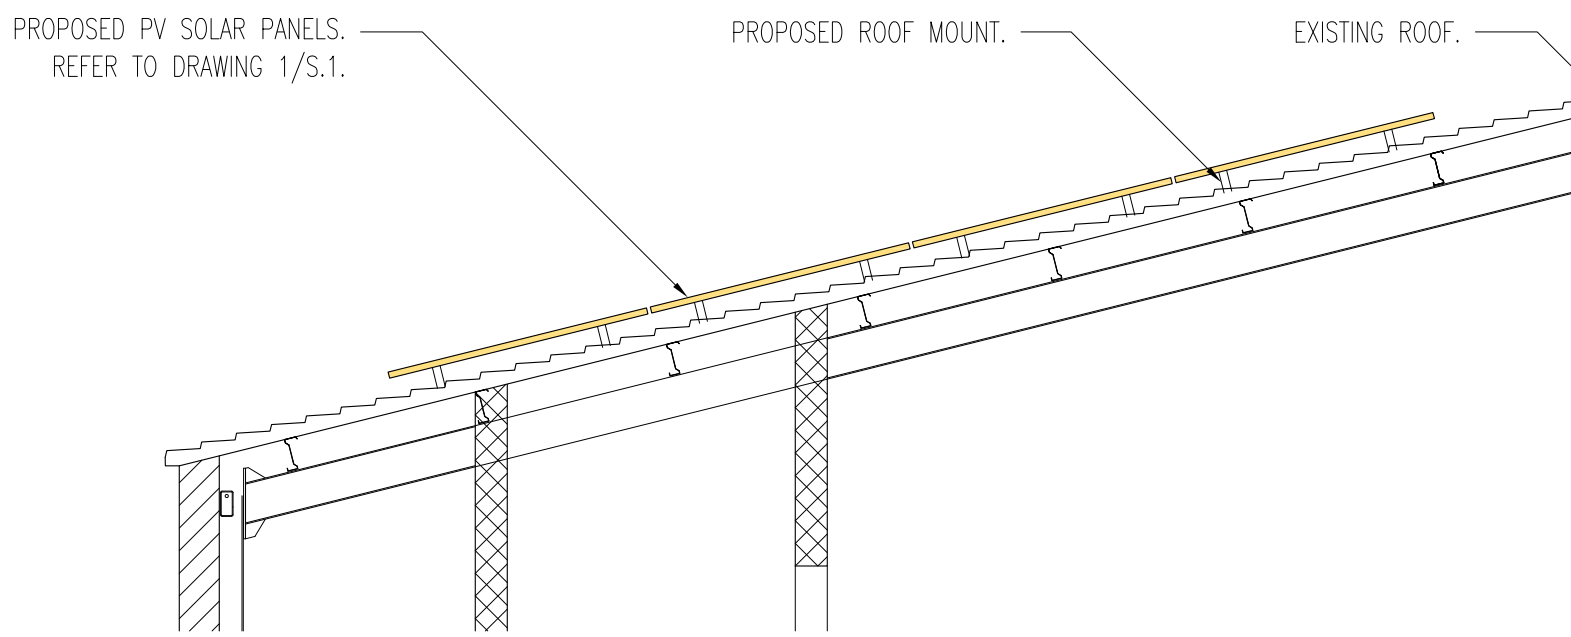 PROPOSED PV SOLAR PANELS.
REFER TO DRAWING 1/S.1.
PROPOSED ROOF MOUNT.
EXISTING ROOF.